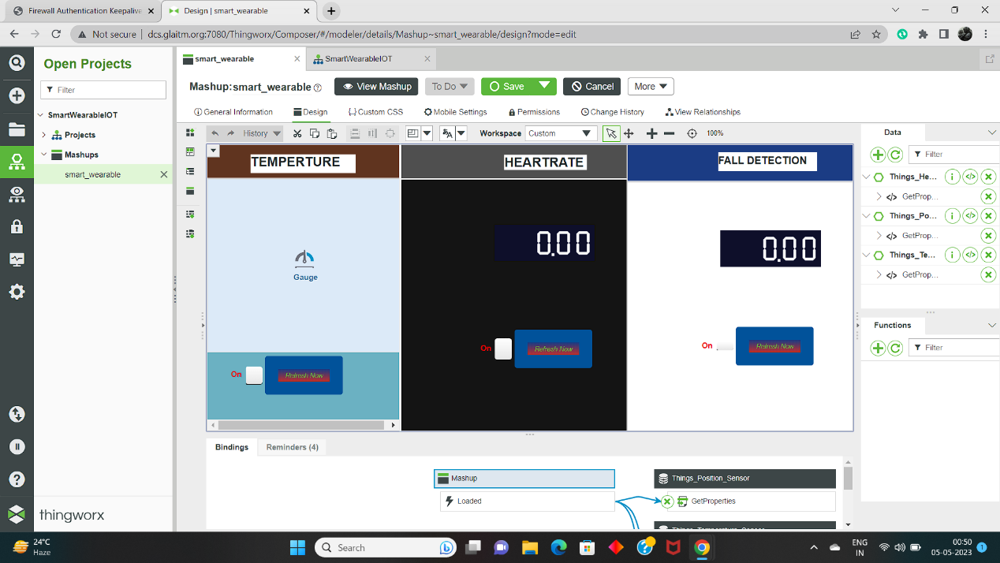 Firewall Authentication Keepalive
Design | smart_wearable
Not secure | dcs.glaitm.org:7080/Thingworx/Composer/#/modeler/details/Mashup~smart_wearable/design?mode=edit
Open Projects
Filter
SmartWearableIOT
Projects
Mashups
smart_wearable
thingworx
smart_wearable
SmartWearableIOT
Mashup:smart_wearable
View Mashup
To Do
Save
Cancel
More
General Information
Design
Custom CSS
Mobile Settings
Permissions
Change History
View Relationships
History
Workspace
Custom
100%
TEMPERTURE
HEARTRATE
FALL DETECTION
Gauge
0.00
0.00
On
Refresh Now
On
Refresh Now
On
Refresh Now
Data
Filter
Things_He...
GetProp...
Things_Po...
GetProp...
Things_Te...
GetProp...
Functions
Filter
Bindings
Reminders (4)
Mashup
Loaded
Things_Position_Sensor
GetProperties
Things_Temperature_Sensor
24°C
Haze
Search
ENG
IN
00:50
05-05-2023
1